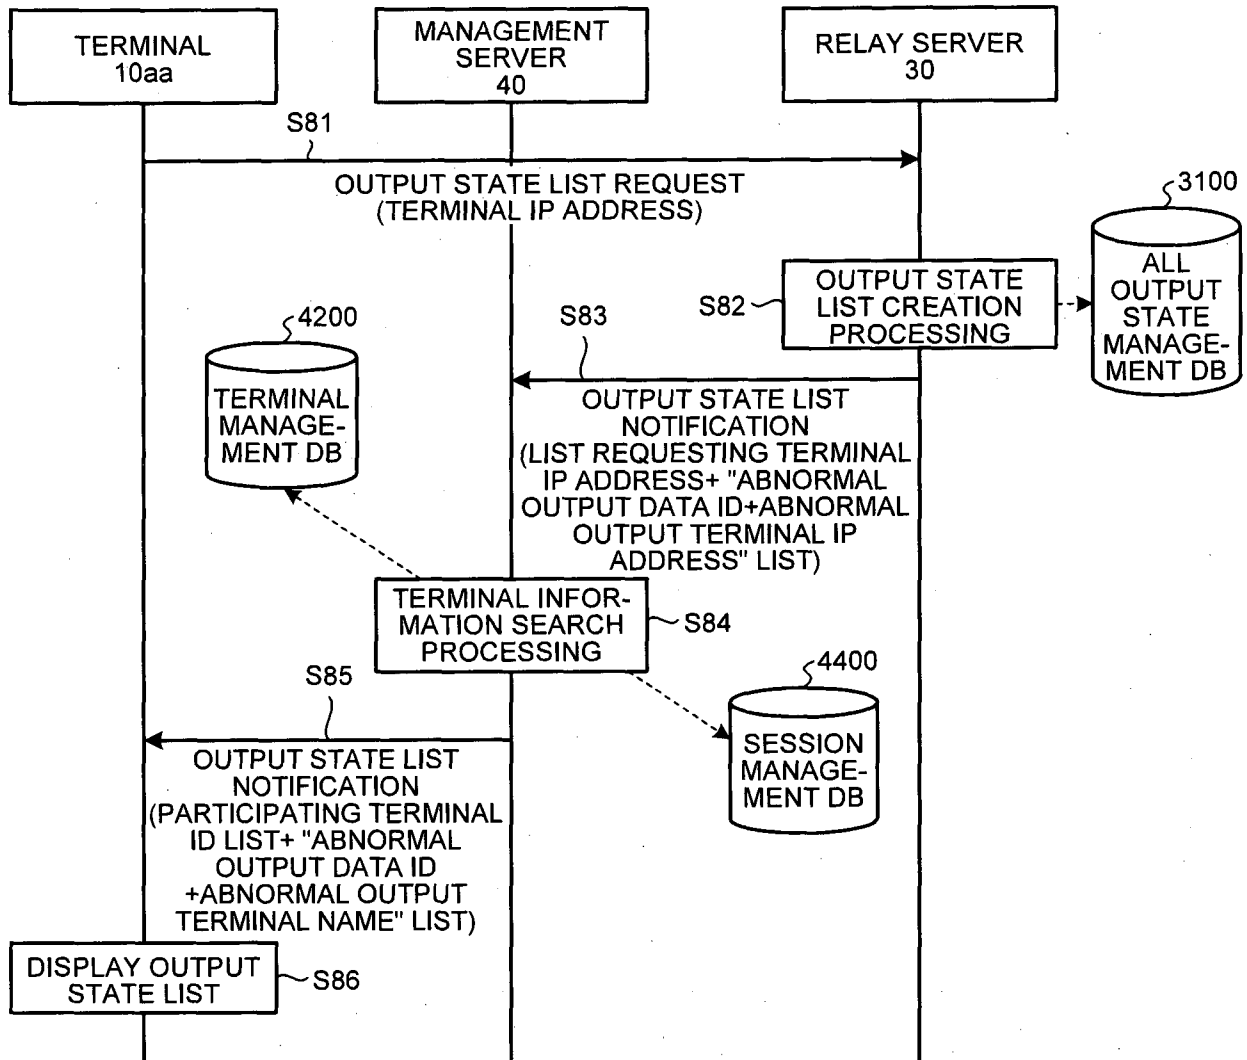 TERMINAL
10aa
MANAGEMENT
SERVER
40
RELAY SERVER
30
S81
OUTPUT STATE LIST REQUEST
(TERMINAL IP ADDRESS)
3100
ALL
OUTPUT
STATE
MANAGE-
MENT DB
S82
OUTPUT STATE
LIST CREATION
PROCESSING
S83
4200
TERMINAL
MANAGE-
MENT DB
OUTPUT STATE LIST
NOTIFICATION
(LIST REQUESTING TERMINAL
IP ADDRESS+ "ABNORMAL
OUTPUT DATA ID+ABNORMAL
OUTPUT TERMINAL IP
ADDRESS" LIST)
TERMINAL INFOR-
MATION SEARCH
PROCESSING
S84
4400
SESSION
MANAGE-
MENT DB
S85
OUTPUT STATE LIST
NOTIFICATION
(PARTICIPATING TERMINAL
ID LIST+ "ABNORMAL
OUTPUT DATA ID
+ABNORMAL OUTPUT
TERMINAL NAME" LIST)
DISPLAY OUTPUT
STATE LIST
S86